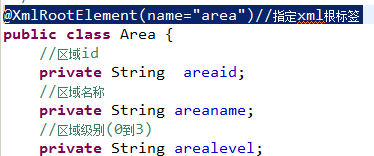 @XmlRootElement(name="area")//指定xml根标签
public class Area {
//区域id
private String  areaid;
//区域名称
private String areaname;
//区域级别(0到3)
private String arealevel;